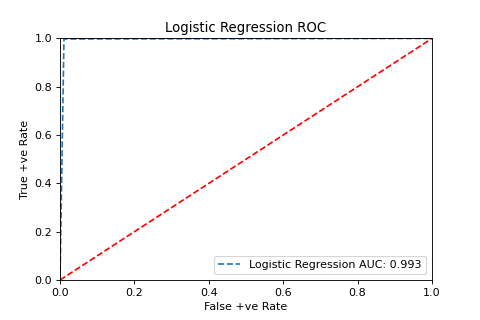 Logistic Regression ROC
1.0
0.8
0.6
0.4
0.2
0.0
True +ve Rate
0.0 0.2 0.4 0.6 0.8 1.0
False +ve Rate
Logistic Regression AUC: 0.993